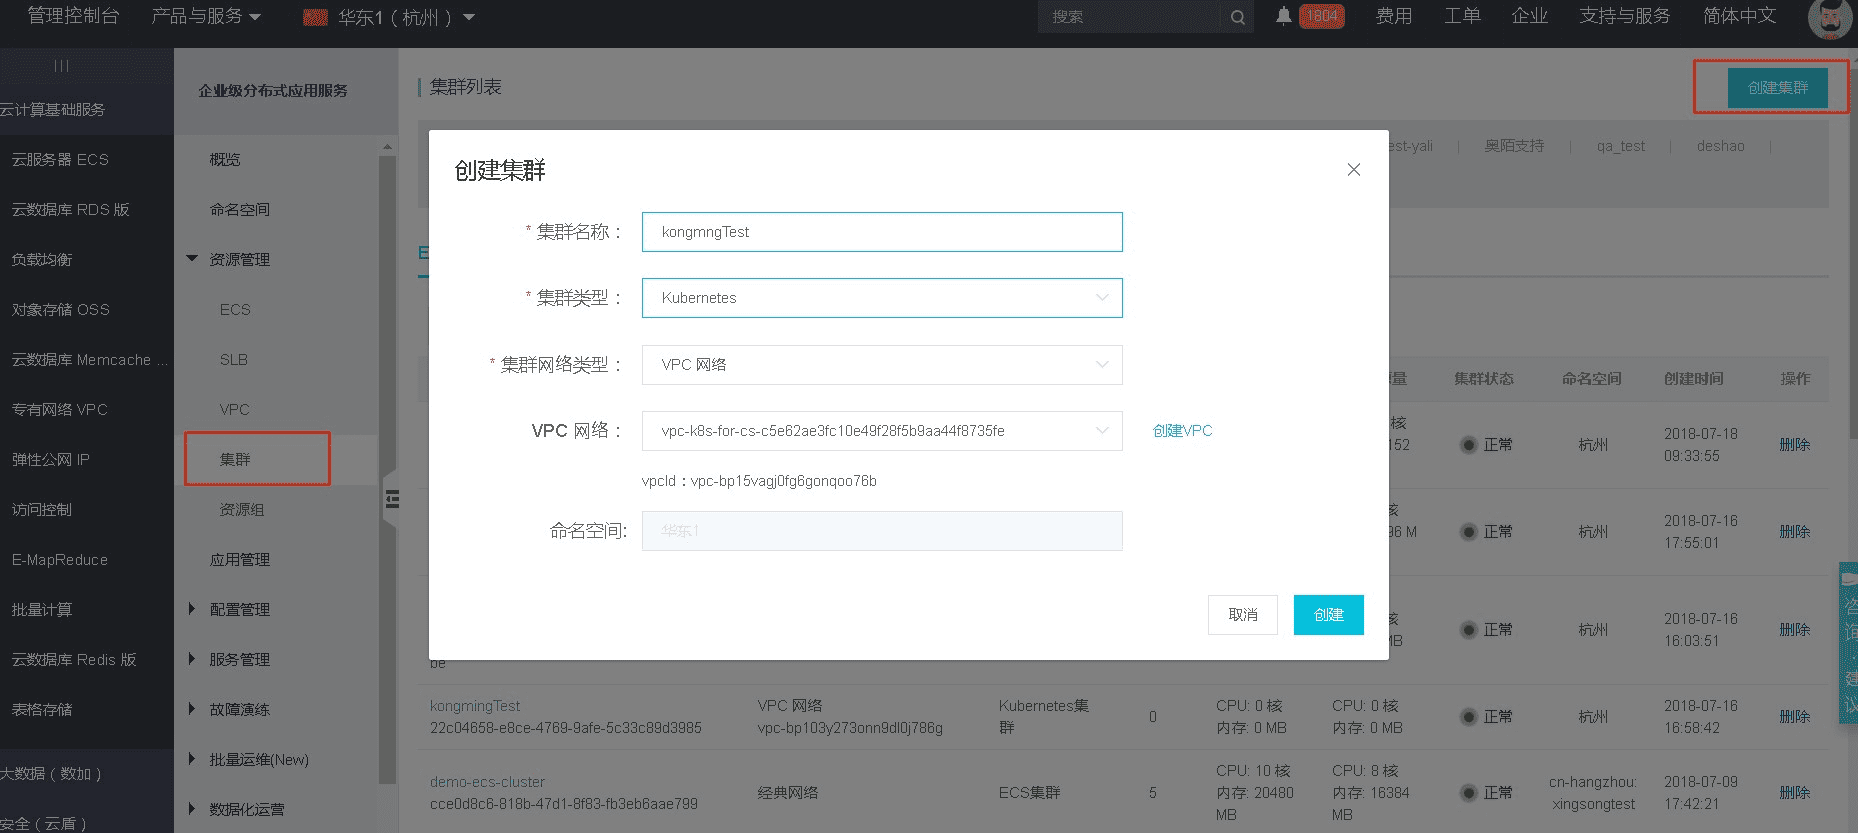 管理控制台
产品与服务
华东1（杭州）
搜索
1804
费用
工单
企业
支持与服务
简体中文
云计算基础服务
云服务器 ECS
云数据库 RDS 版
负载均衡
对象存储 OSS
云数据库 Memcache ...
专有网络 VPC
弹性公网 IP
访问控制
E-MapReduce
批量计算
云数据库 Redis 版
表格存储
大数据（数加）
安全（云盾）
企业级分布式应用服务
概览
命名空间
资源管理
ECS
SLB
VPC
集群
资源组
应用管理
配置管理
服务管理
故障演练
批量运维(New)
数据化运营
集群列表
创建集群
est-yali
奥陌支持
qa_test
deshao
创建集群
* 集群名称：
kongmngTest
* 集群类型：
Kubernetes
* 集群网络类型：
VPC 网络
VPC 网络：
vpc-k8s-for-cs-c5e62ae3fc10e49f28f5b9aa44f8735fe
创建VPC
vpcId：vpc-bp15vagj0fg6gonqoo76b
命名空间:
华东1
取消
创建
量
集群状态
命名空间
创建时间
操作
核
152
正常
杭州
2018-07-18
09:33:55
删除
核
96 M
正常
杭州
2018-07-16
17:55:01
删除
核
MB
正常
杭州
2018-07-16
16:03:51
删除
be
kongmingTest
22c04658-e8ce-4769-9afe-5c33c89d3985
VPC 网络
vpc-bp103y273onn9dl0j786g
Kubernetes集
群
0
CPU: 0 核
内存: 0 MB
CPU: 0 核
内存: 0 MB
正常
杭州
2018-07-16
16:58:42
删除
demo-ecs-cluster
cce0d8c6-818b-47d1-8f83-fb3eb6aae799
经典网络
ECS集群
5
CPU: 10 核
内存: 20480
MB
CPU: 8 核
内存: 16384
MB
正常
cn-hangzhou:
xingsongtest
2018-07-09
17:42:21
删除
咨询·建议